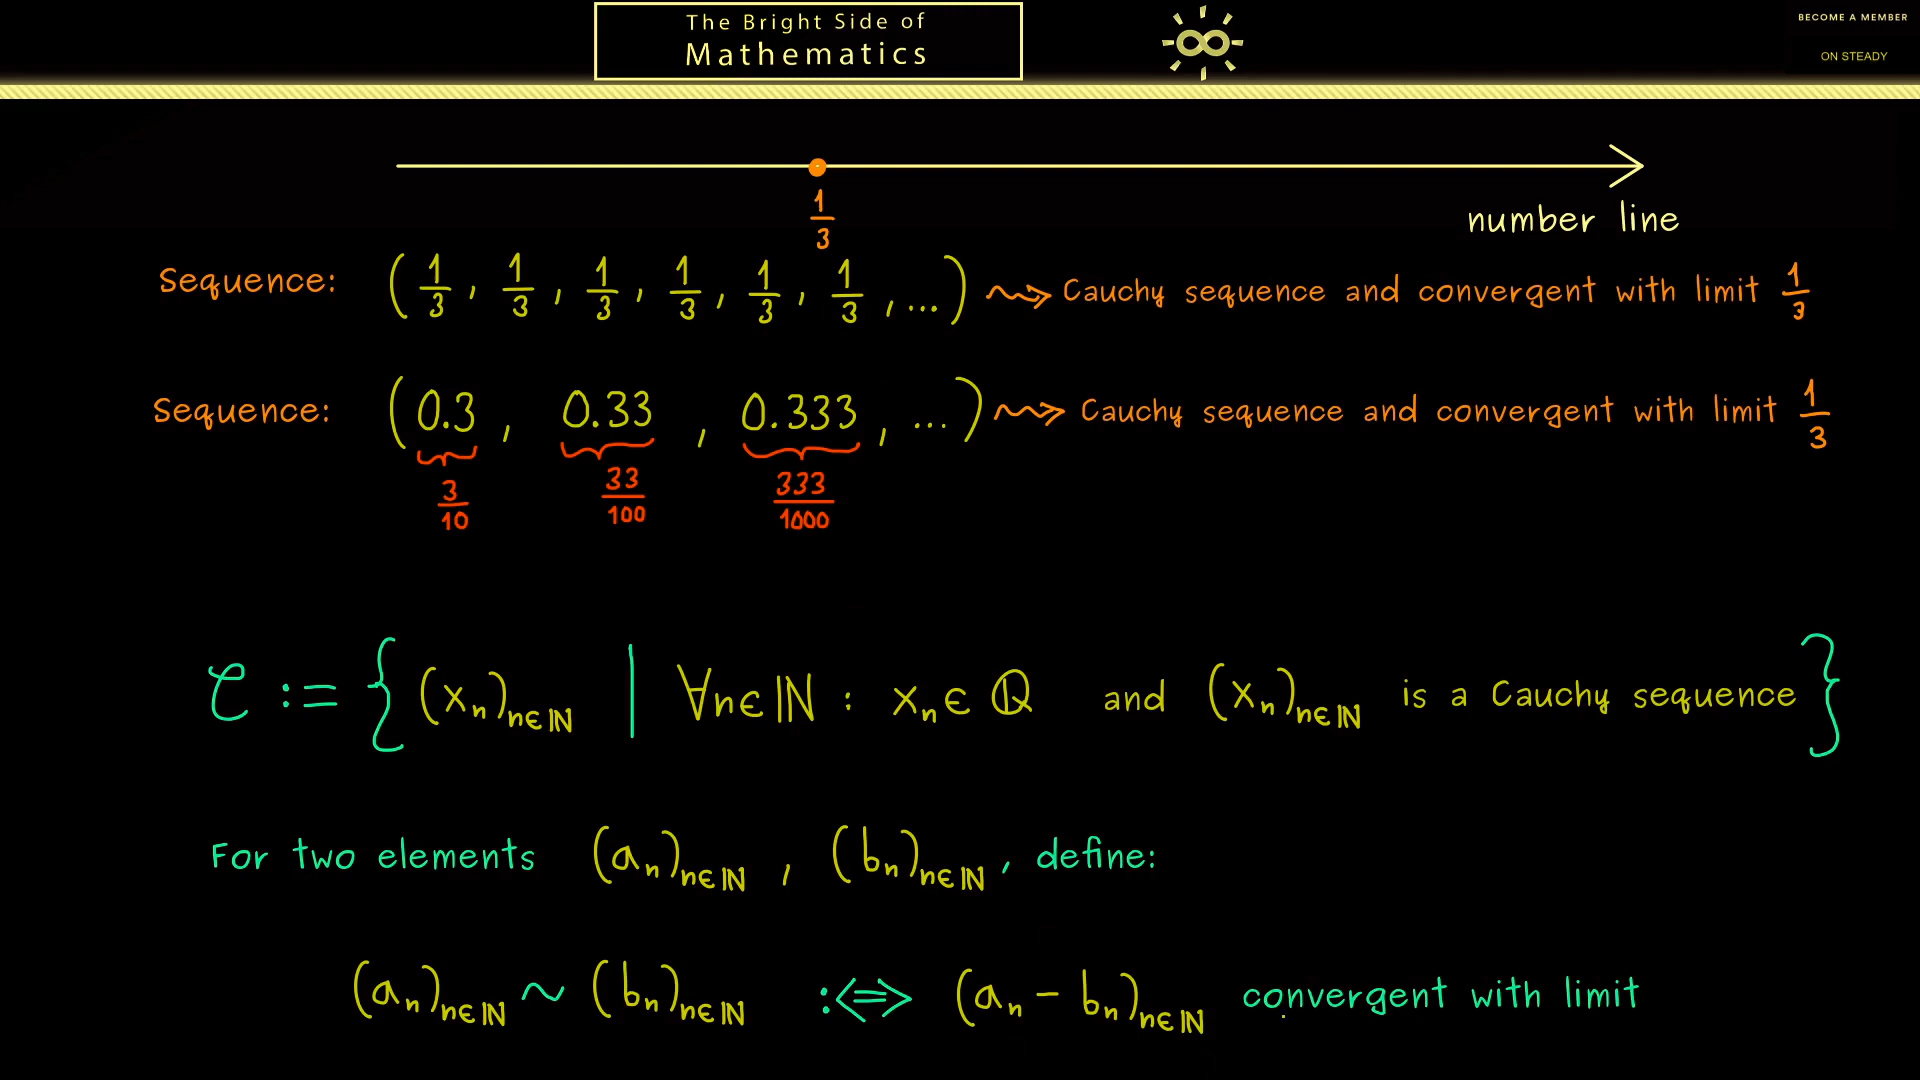 The Bright Side of
Mathematics
BECOME A MEMBER
ON STEADY
1/3
number line
Sequence: (1/3, 1/3, 1/3, 1/3, 1/3, 1/3, ...) ⇝ Cauchy sequence and convergent with limit 1/3
Sequence: (0.3, 0.33, 0.333, ...) ⇝ Cauchy sequence and convergent with limit 1/3
3/10 33/100 333/1000
𝒞 := { (xₙ)ₙ∈ℕ | ∀n∈ℕ : xₙ∈ℚ and (xₙ)ₙ∈ℕ is a Cauchy sequence }
For two elements (aₙ)ₙ∈ℕ , (bₙ)ₙ∈ℕ , define:
(aₙ)ₙ∈ℕ ~ (bₙ)ₙ∈ℕ :⇔ (aₙ − bₙ)ₙ∈ℕ convergent with limit